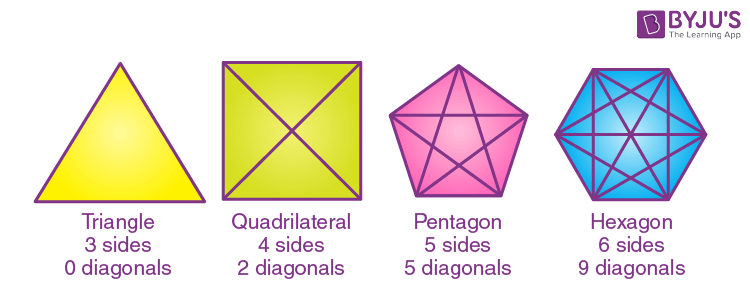 BYJU'S
The Learning App
Triangle
3 sides
0 diagonals
Quadrilateral
4 sides
2 diagonals
Pentagon
5 sides
5 diagonals
Hexagon
6 sides
9 diagonals